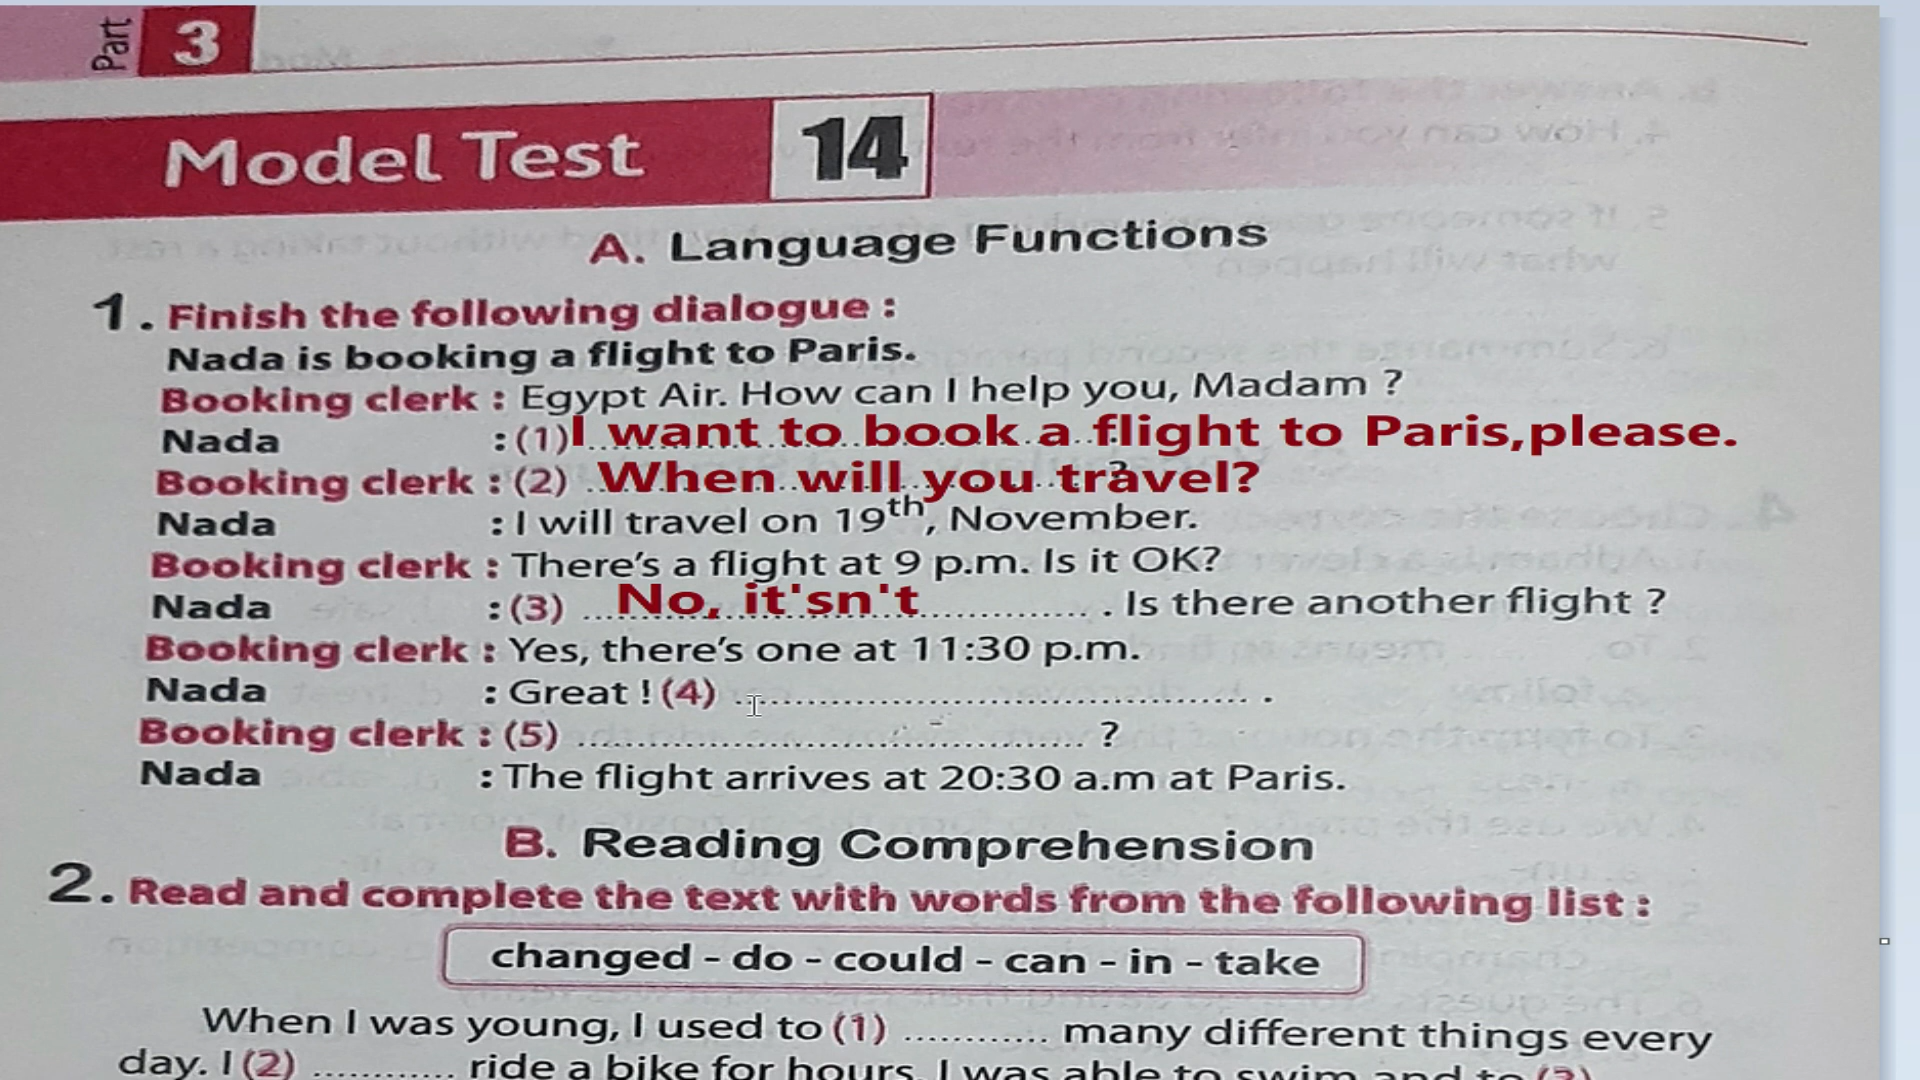 Part 3
Model Test 14
A. Language Functions
1. Finish the following dialogue :
Nada is booking a flight to Paris.
Booking clerk : Egypt Air. How can I help you, Madam ?
Nada : (1) I want to book a flight to Paris,please.
Booking clerk : (2) When will you travel?
Nada : I will travel on 19th, November.
Booking clerk : There's a flight at 9 p.m. Is it OK?
Nada : (3) No, it'sn't . Is there another flight ?
Booking clerk : Yes, there's one at 11:30 p.m.
Nada : Great ! (4) .................................................... .
Booking clerk : (5) .................................................... ?
Nada : The flight arrives at 20:30 a.m at Paris.
B. Reading Comprehension
2. Read and complete the text with words from the following list :
changed - do - could - can - in - take
When I was young, I used to (1) ............ many different things every
day. I (2) ............ ride a bike for hours. I was able to swim and to (3)